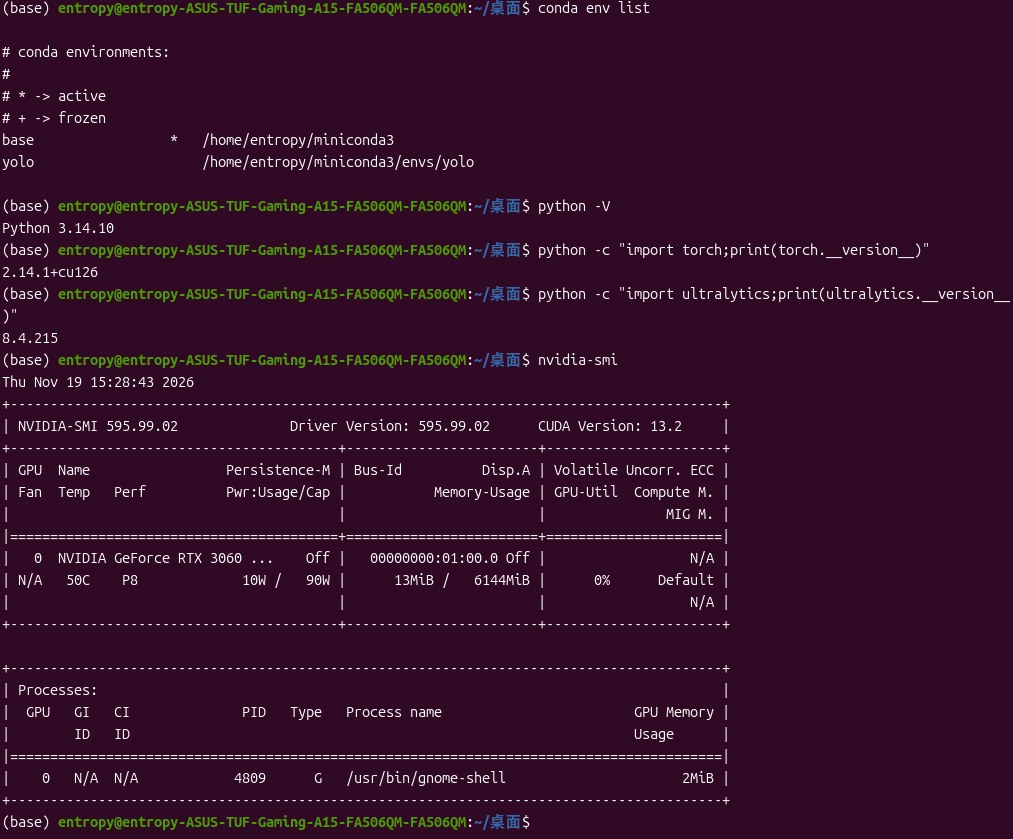 (base) entropy@entropy-ASUS-TUF-Gaming-A15-FA506QM-FA506QM:~/桌面$ conda env list

# conda environments:
#
# * -> active
# + -> frozen
base                 *   /home/entropy/miniconda3
yolo                     /home/entropy/miniconda3/envs/yolo

(base) entropy@entropy-ASUS-TUF-Gaming-A15-FA506QM-FA506QM:~/桌面$ python -V
Python 3.14.10
(base) entropy@entropy-ASUS-TUF-Gaming-A15-FA506QM-FA506QM:~/桌面$ python -c "import torch;print(torch.__version__)"
2.14.1+cu126
(base) entropy@entropy-ASUS-TUF-Gaming-A15-FA506QM-FA506QM:~/桌面$ python -c "import ultralytics;print(ultralytics.__version__
)"
8.4.215
(base) entropy@entropy-ASUS-TUF-Gaming-A15-FA506QM-FA506QM:~/桌面$ nvidia-smi
Thu Nov 19 15:28:43 2026
+-----------------------------------------------------------------------------------------+
| NVIDIA-SMI 595.99.02              Driver Version: 595.99.02      CUDA Version: 13.2     |
+-----------------------------------------+------------------------+----------------------+
| GPU  Name                 Persistence-M | Bus-Id          Disp.A | Volatile Uncorr. ECC |
| Fan  Temp   Perf          Pwr:Usage/Cap |           Memory-Usage | GPU-Util  Compute M. |
|                                         |                        |               MIG M. |
|=========================================+========================+======================|
|   0  NVIDIA GeForce RTX 3060 ...    Off |   00000000:01:00.0 Off |                  N/A |
| N/A   50C    P8             10W /   90W |      13MiB /   6144MiB |      0%      Default |
|                                         |                        |                  N/A |
+-----------------------------------------+------------------------+----------------------+

+-----------------------------------------------------------------------------------------+
| Processes:                                                                              |
|  GPU   GI   CI              PID   Type   Process name                        GPU Memory |
|        ID   ID                                                               Usage      |
|=========================================================================================|
|    0   N/A  N/A            4809      G   /usr/bin/gnome-shell                      2MiB |
+-----------------------------------------------------------------------------------------+
(base) entropy@entropy-ASUS-TUF-Gaming-A15-FA506QM-FA506QM:~/桌面$